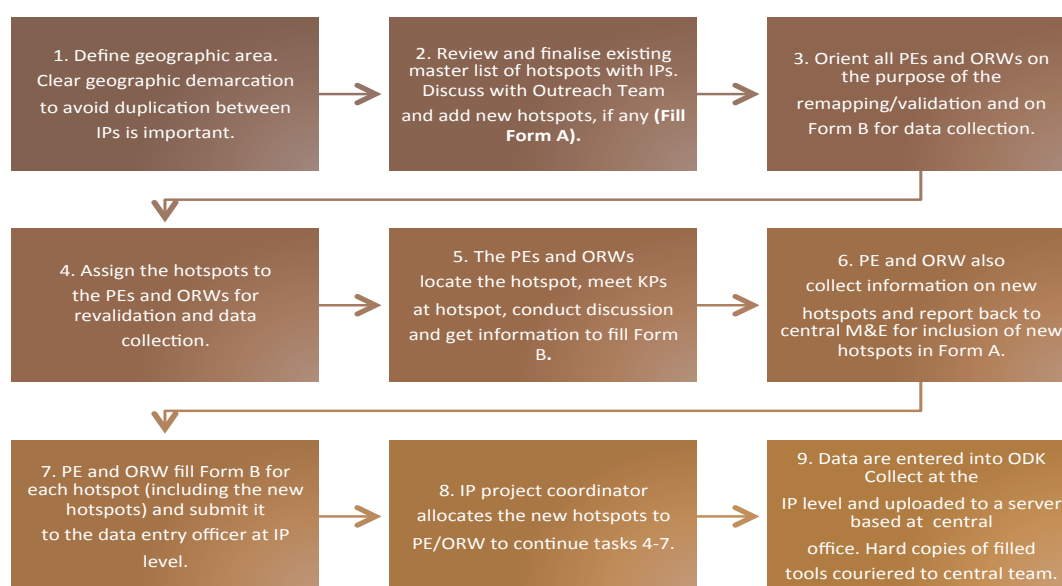 1. Define geographic area.
Clear geographic demarcation
to avoid duplication between
IPs is important.
2. Review and finalise existing
master list of hotspots with IPs.
Discuss with Outreach Team
and add new hotspots, if any (Fill
Form A).
3. Orient all PEs and ORWs on
the purpose of the
remapping/validation and on
Form B for data collection.
4. Assign the hotspots to
the PEs and ORWs for
revalidation and data
collection.
5. The PEs and ORWs
locate the hotspot, meet KPs
at hotspot, conduct discussion
and get information to fill Form
B.
6. PE and ORW also
collect information on new
hotspots and report back to
central M&E for inclusion of new
hotspots in Form A.
7. PE and ORW fill Form B for
each hotspot (including the new
hotspots) and submit it
to the data entry officer at IP
level.
8. IP project coordinator
allocates the new hotspots to
PE/ORW to continue tasks 4-7.
9. Data are entered into ODK
Collect at the
IP level and uploaded to a server
based at central
office. Hard copies of filled
tools couriered to central team.